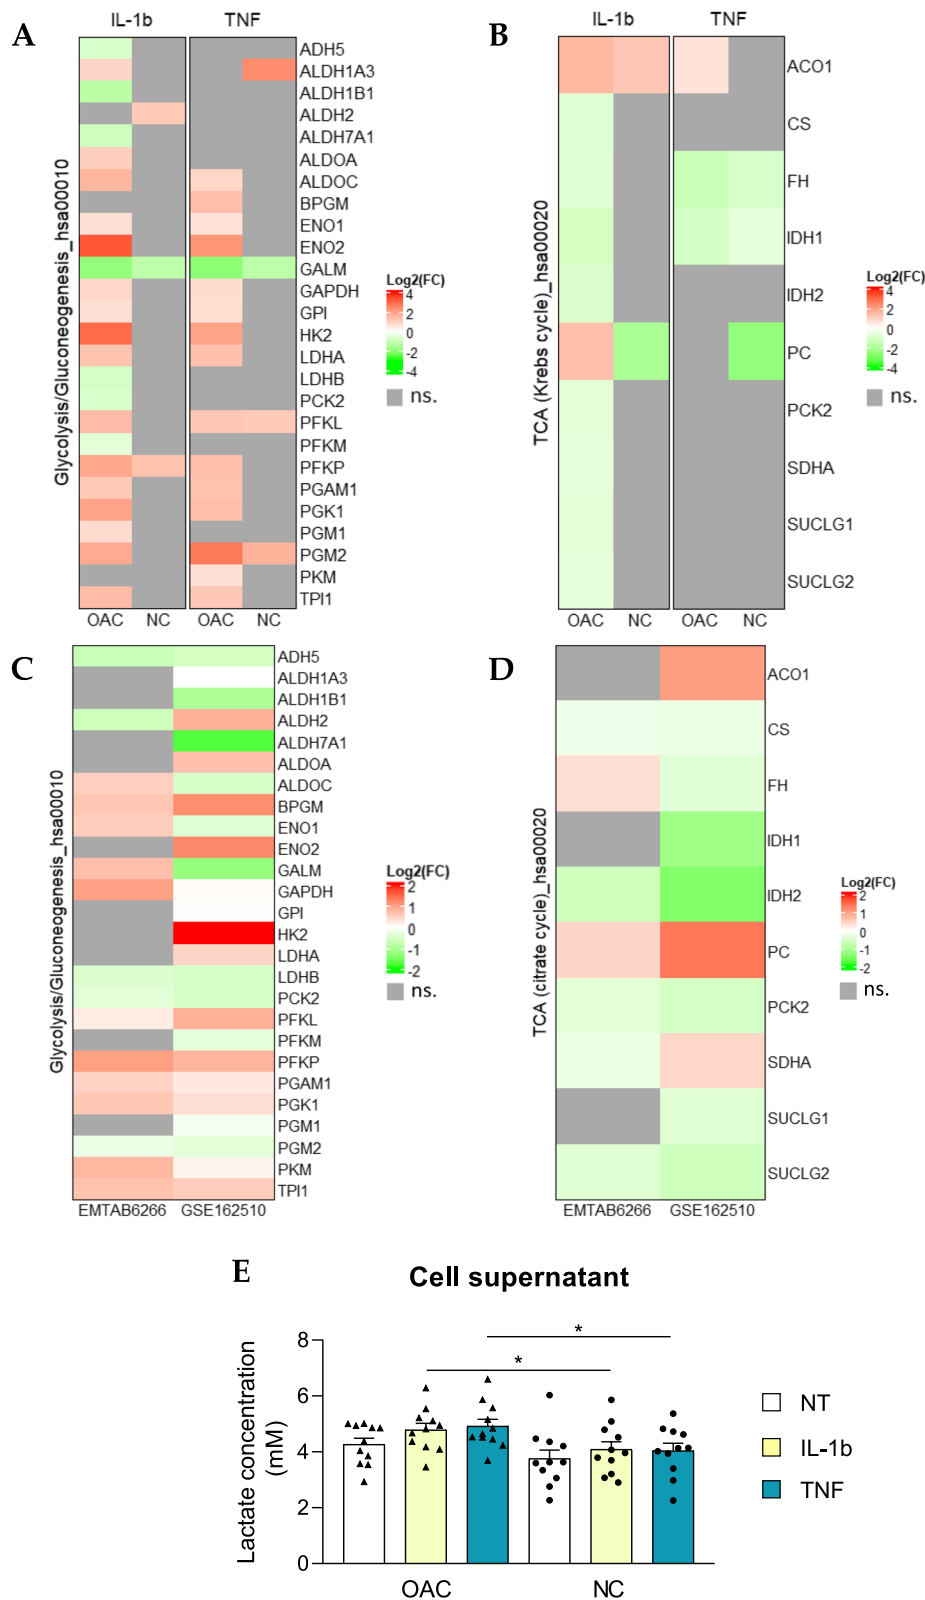 A
IL-1b
TNF
Glycolysis/Gluconeogenesis_hsa00010
ADH5
ALDH1A3
ALDH1B1
ALDH2
ALDH7A1
ALDOA
ALDOC
BPGM
ENO1
ENO2
GALM
GAPDH
GPI
HK2
LDHA
LDHB
PCK2
PFKL
PFKM
PFKP
PGAM1
PGK1
PGM1
PGM2
PKM
TPI1
OAC NC OAC NC
Log2(FC)
4
2
0
-2
-4
ns.
B
IL-1b
TNF
TCA (Krebs cycle)_hsa00020
ACO1
CS
FH
IDH1
IDH2
PC
PCK2
SDHA
SUCLG1
SUCLG2
OAC NC OAC NC
Log2(FC)
4
2
0
-2
-4
ns.
C
Glycolysis/Gluconeogenesis_hsa00010
ADH5
ALDH1A3
ALDH1B1
ALDH2
ALDH7A1
ALDOA
ALDOC
BPGM
ENO1
ENO2
GALM
GAPDH
GPI
HK2
LDHA
LDHB
PCK2
PFKL
PFKM
PFKP
PGAM1
PGK1
PGM1
PGM2
PKM
TPI1
EMTAB6266 GSE162510
Log2(FC)
2
1
0
-1
-2
ns.
D
TCA (citrate cycle)_hsa00020
ACO1
CS
FH
IDH1
IDH2
PC
PCK2
SDHA
SUCLG1
SUCLG2
EMTAB6266 GSE162510
Log2(FC)
2
1
0
-1
-2
ns.
E
Cell supernatant
Lactate concentration
(mM)
8
6
4
2
0
*
*
OAC
NC
NT
IL-1b
TNF